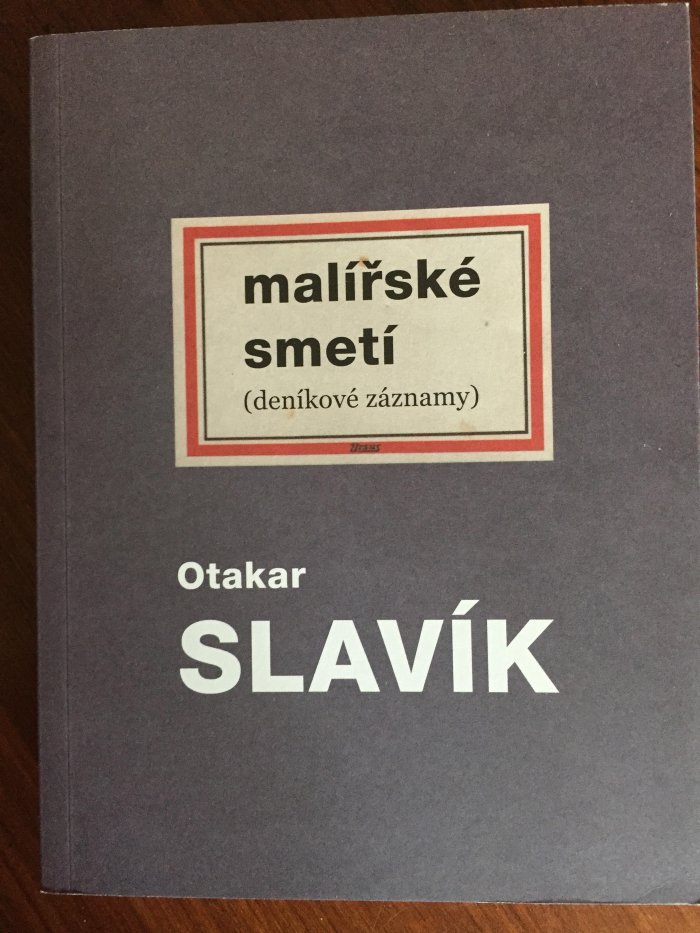 malířské
smetí
(deníkové záznamy)
Otakar
SLAVÍK